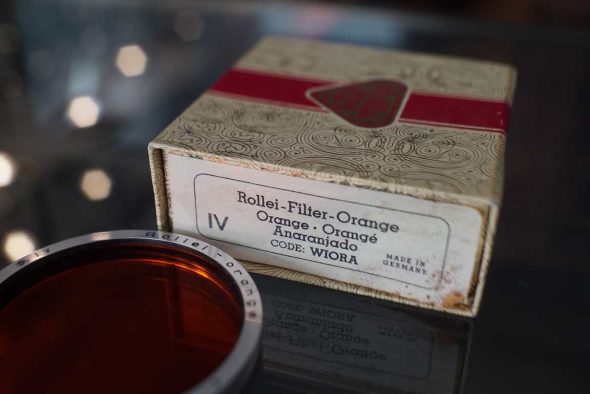 Rollei-Filter-Orange
Orange · Orangé
Anaranjado
CODE: WIORA
IV
MADE IN
GERMANY
Rollei-orange